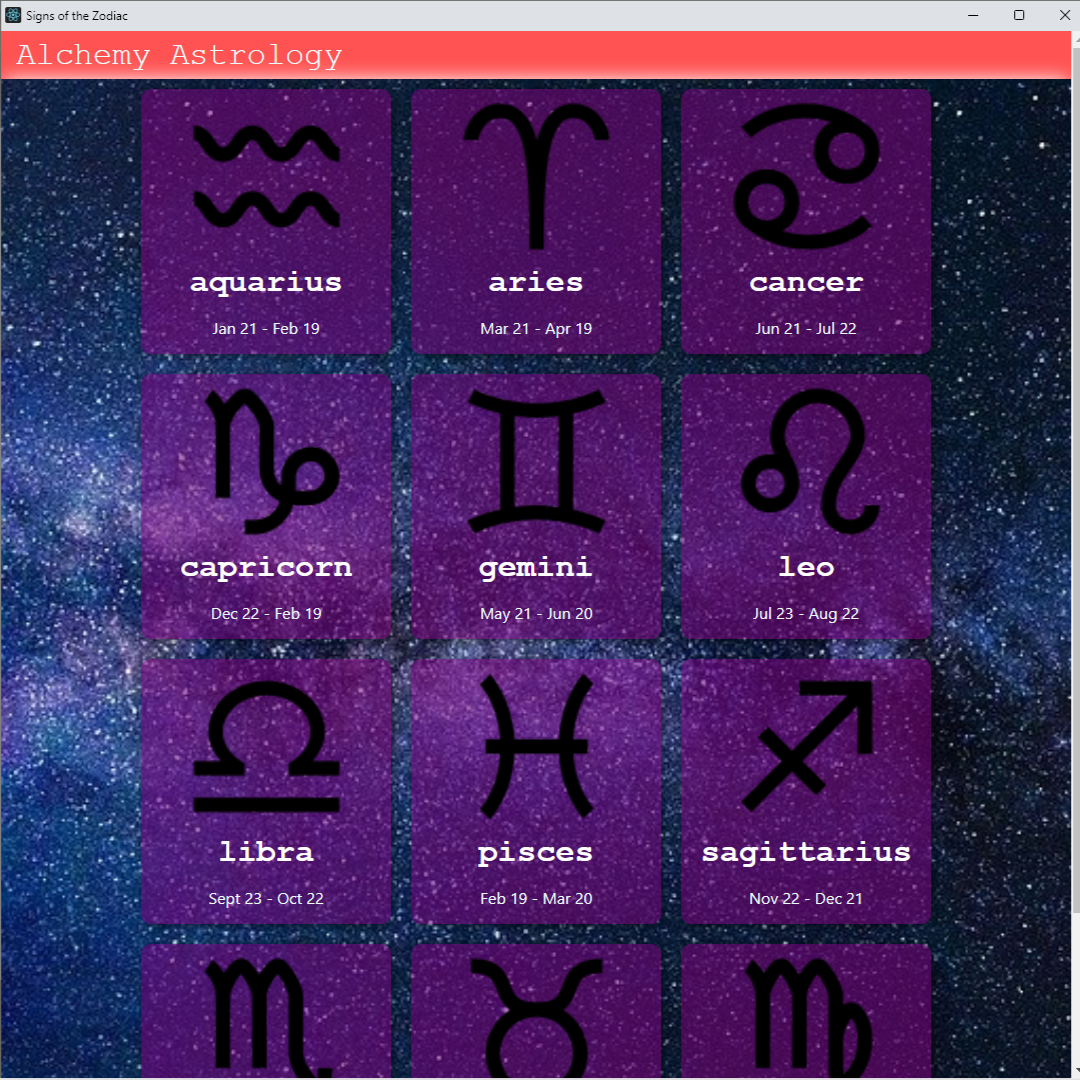 Signs of the Zodiac
Alchemy Astrology
aquarius
Jan 21 - Feb 19
aries
Mar 21 - Apr 19
cancer
Jun 21 - Jul 22
capricorn
Dec 22 - Feb 19
gemini
May 21 - Jun 20
leo
Jul 23 - Aug 22
libra
Sept 23 - Oct 22
pisces
Feb 19 - Mar 20
sagittarius
Nov 22 - Dec 21